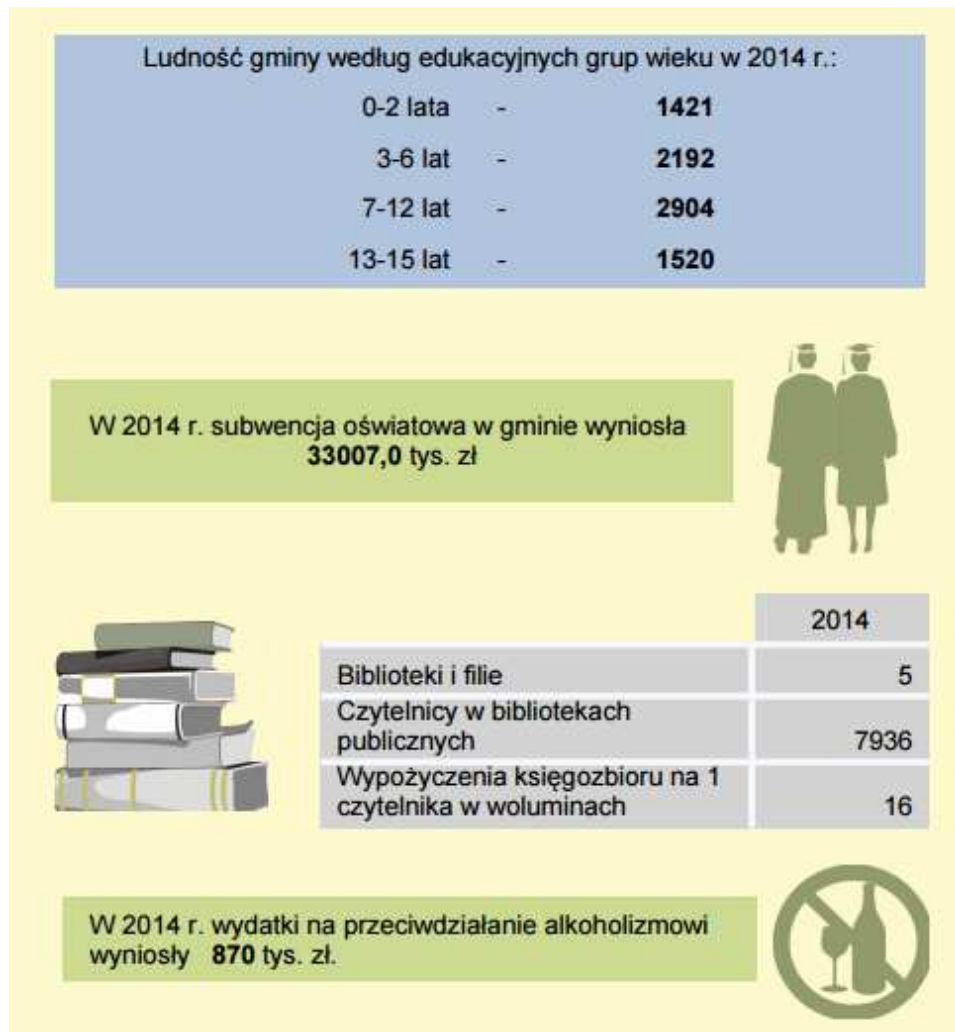 Ludność gminy według edukacyjnych grup wieku w 2014 r.:
0-2 lata - 1421
3-6 lat - 2192
7-12 lat - 2904
13-15 lat - 1520
W 2014 r. subwencja oświatowa w gminie wyniosła
33007,0 tys. zł
2014
Biblioteki i filie 5
Czytelnicy w bibliotekach
publicznych 7936
Wypożyczenia księgozbioru na 1
czytelnika w woluminach 16
W 2014 r. wydatki na przeciwdziałanie alkoholizmowi
wyniosły 870 tys. zł.